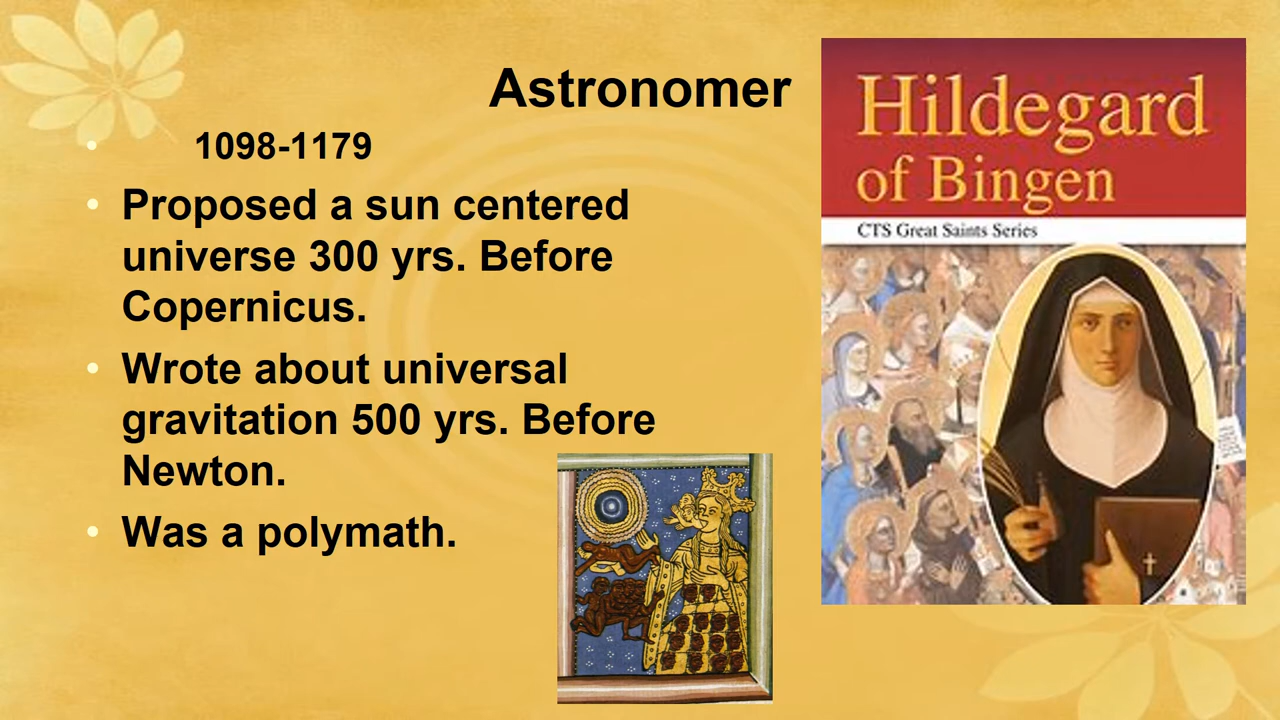 Astronomer
1098-1179
Proposed a sun centered
universe 300 yrs. Before
Copernicus.
Wrote about universal
gravitation 500 yrs. Before
Newton.
Was a polymath.
Hildegard
of Bingen
CTS Great Saints Series